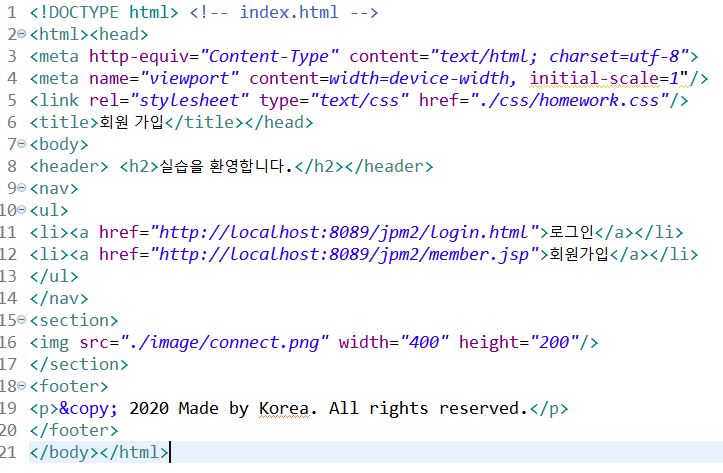 1 <!DOCTYPE html> <!-- index.html -->
2 <html><head>
3 <meta http-equiv="Content-Type" content="text/html; charset=utf-8">
4 <meta name="viewport" content=width=device-width, initial-scale=1"/>
5 <link rel="stylesheet" type="text/css" href="./css/homework.css"/>
6 <title>회원 가입</title></head>
7 <body>
8 <header> <h2>실습을 환영합니다.</h2></header>
9 <nav>
10 <ul>
11 <li><a href="http://localhost:8089/jpm2/login.html">로그인</a></li>
12 <li><a href="http://localhost:8089/jpm2/member.jsp">회원가입</a></li>
13 </ul>
14 </nav>
15 <section>
16 <img src="./image/connect.png" width="400" height="200"/>
17 </section>
18 <footer>
19 <p>&copy; 2020 Made by Korea. All rights reserved.</p>
20 </footer>
21 </body></html>